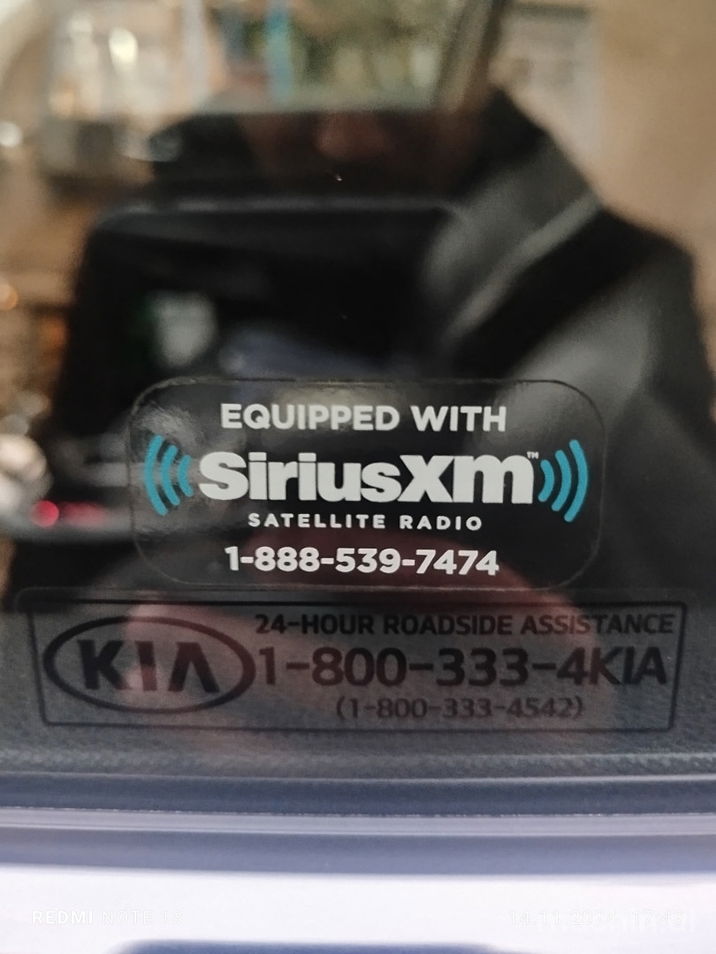 EQUIPPED WITH
SiriusXm™
SATELLITE RADIO
1-888-539-7474
KIA
24-HOUR ROADSIDE ASSISTANCE
1-800-333-4KIA
(1-800-333-4542)
REDMI NOTE 13